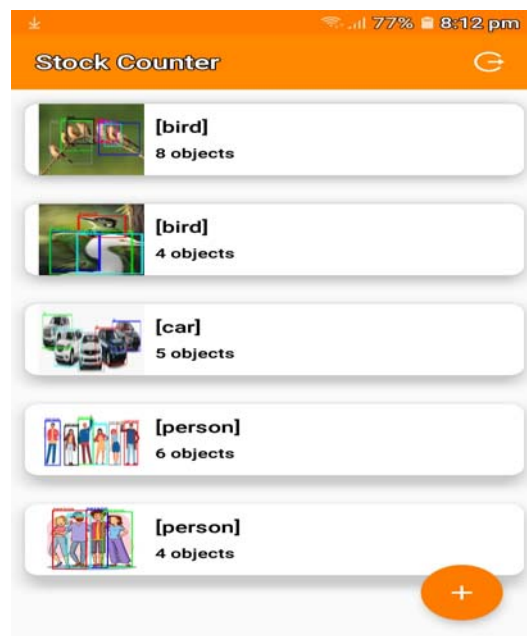 77% 8:12 pm
Stock Counter
[bird]
8 objects
[bird]
4 objects
[car]
5 objects
[person]
6 objects
[person]
4 objects
+